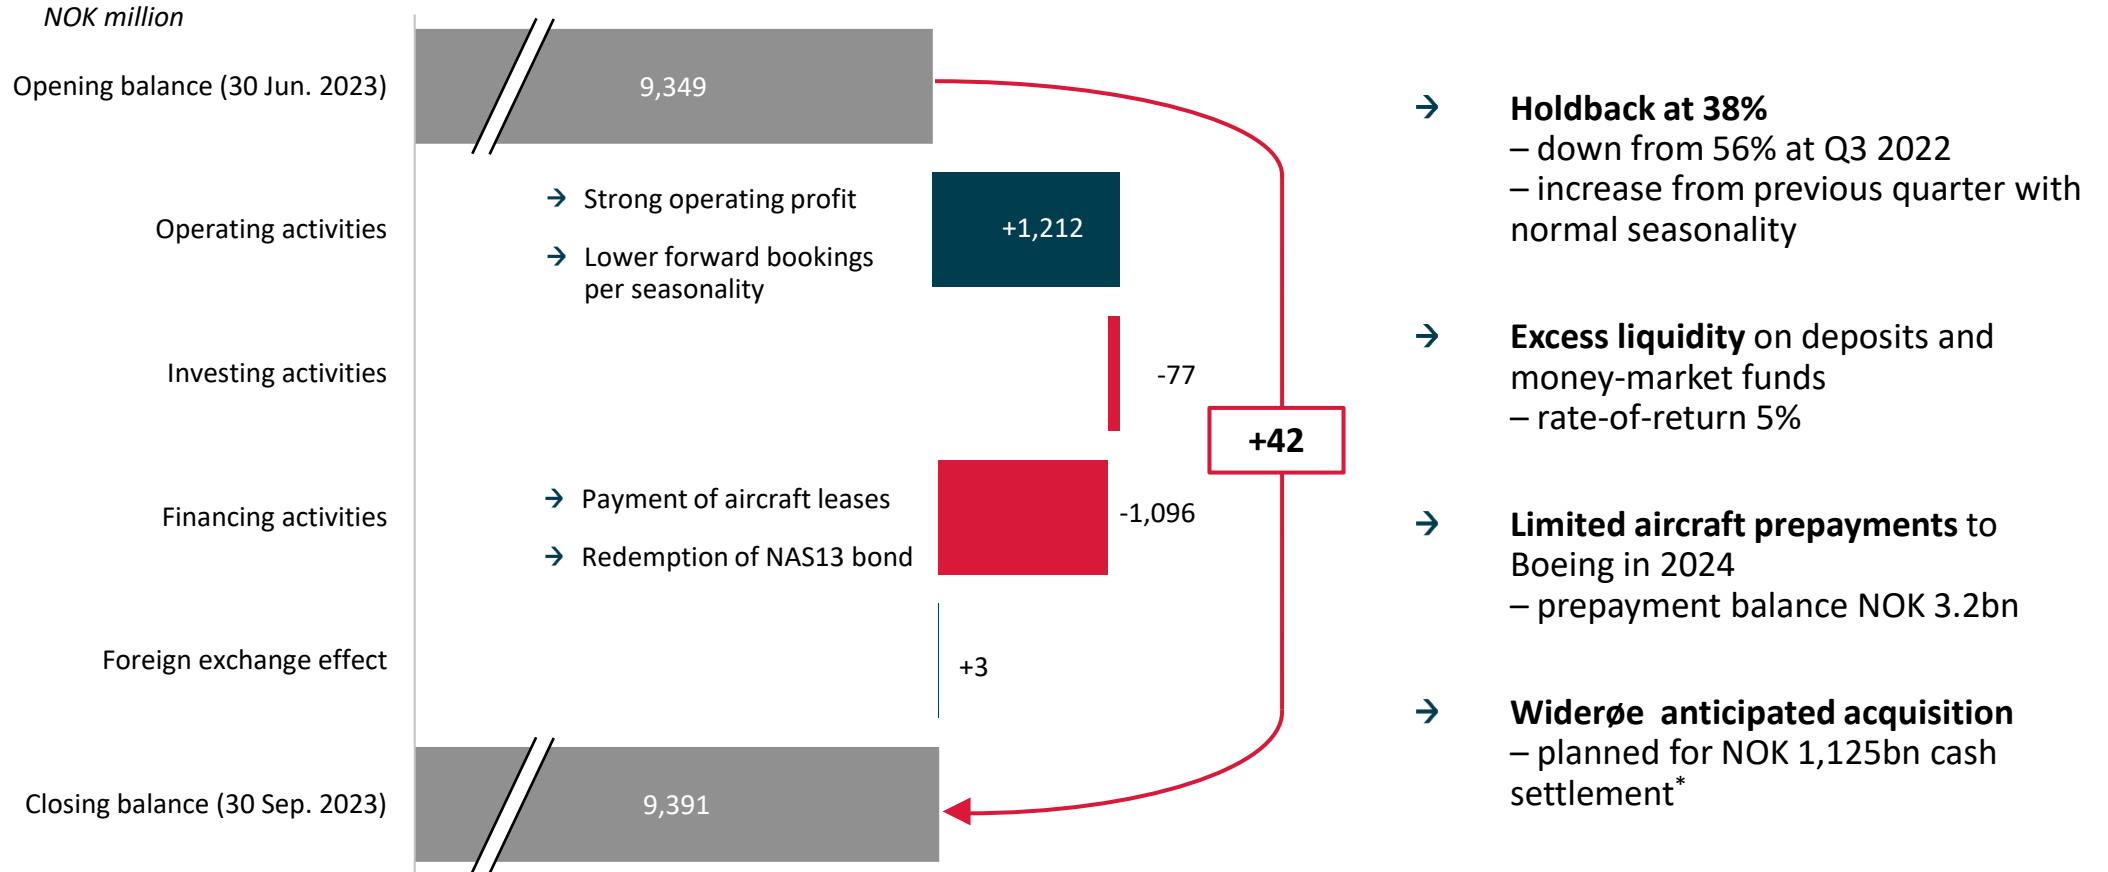 NOK million
Opening balance (30 Jun. 2023)
9,349
→ Strong operating profit
→ Lower forward bookings
per seasonality
Operating activities
+1,212
Investing activities
-77
+42
Financing activities
→ Payment of aircraft leases
→ Redemption of NAS13 bond
-1,096
Foreign exchange effect
+3
Closing balance (30 Sep. 2023)
9,391
→ Holdback at 38%
– down from 56% at Q3 2022
– increase from previous quarter with
normal seasonality
→ Excess liquidity on deposits and
money-market funds
– rate-of-return 5%
→ Limited aircraft prepayments to
Boeing in 2024
– prepayment balance NOK 3.2bn
→ Widerøe anticipated acquisition
– planned for NOK 1,125bn cash
settlement*